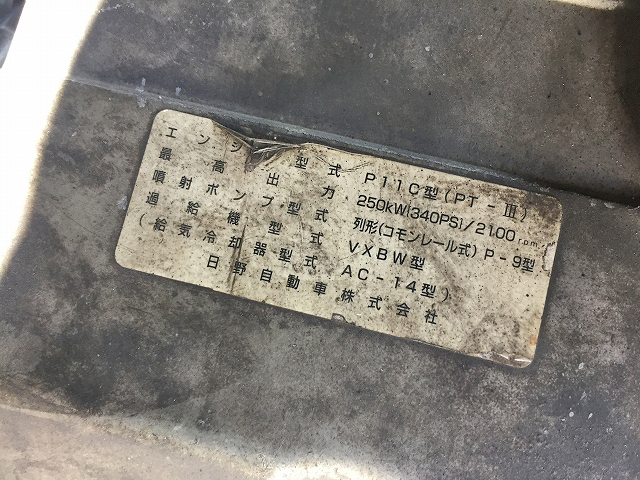 エンジン型式 P11C型(PT-Ⅲ)
最高出力 250kW(340PS)/2100r.p.m.
噴射ポンプ型式 列形(コモンレール式) P-9型
過給機型式 VXBW型
(給気冷却器型式 AC-14型)
日野自動車株式会社